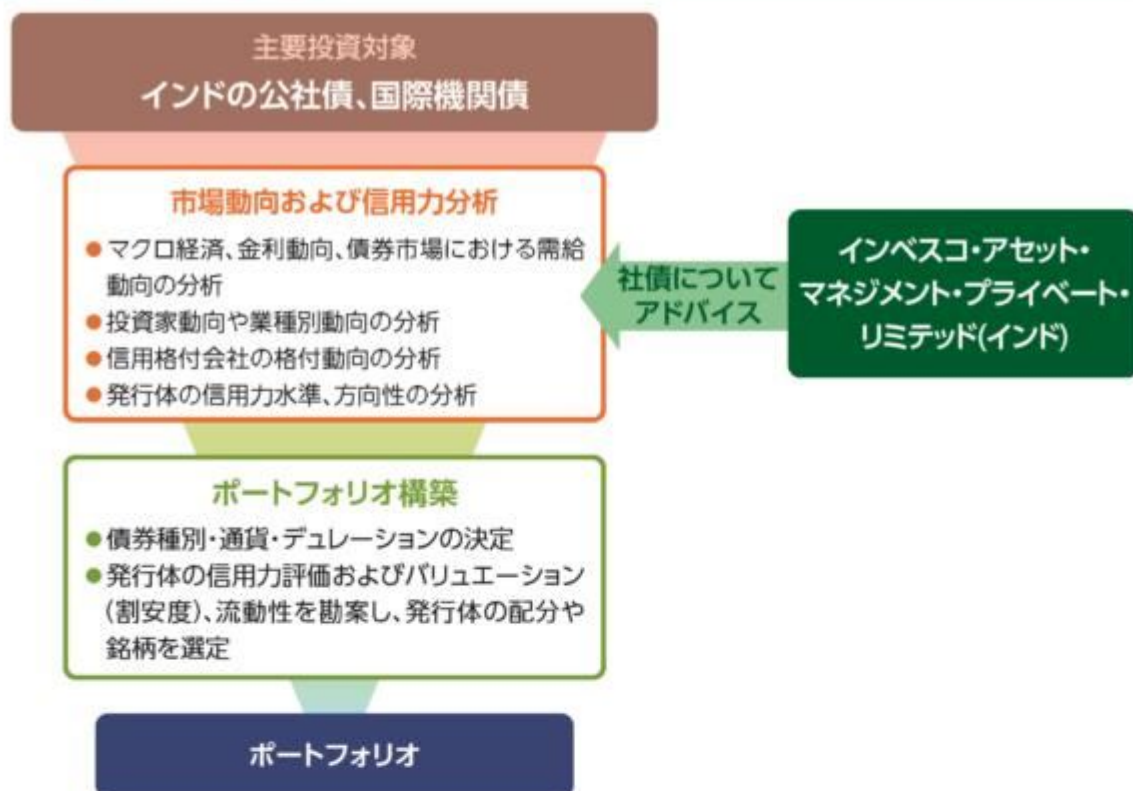 主要投資対象
インドの公社債、国際機関債
市場動向および信用力分析
●マクロ経済、金利動向、債券市場における需給
動向の分析
●投資家動向や業種別動向の分析
●信用格付会社の格付動向の分析
●発行体の信用力水準、方向性の分析
社債について
アドバイス
インベスコ・アセット・
マネジメント・プライベート・
リミテッド(インド)
ポートフォリオ構築
●債券種別・通貨・デュレーションの決定
●発行体の信用力評価およびバリュエーション
(割安度)、流動性を勘案し、発行体の配分や
銘柄を選定
ポートフォリオ